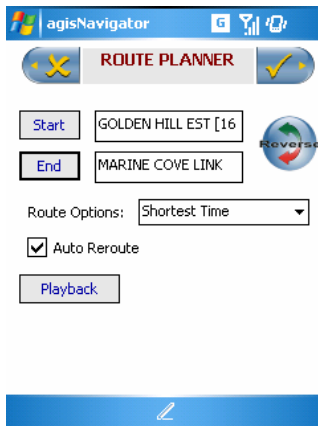 agisNavigator G
ROUTE PLANNER
Start GOLDEN HILL EST [16
Reverse
End MARINE COVE LINK
Route Options: Shortest Time
Auto Reroute
Playback